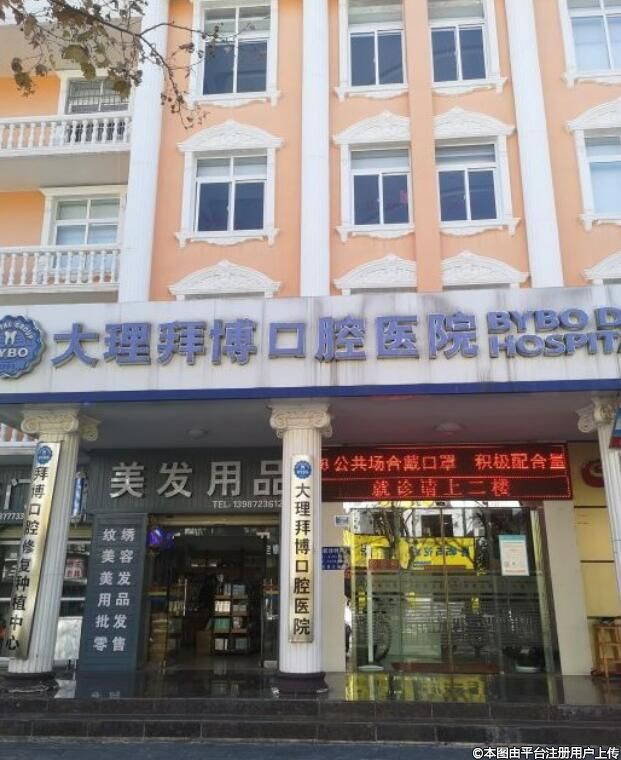 BYBO
大理拜博口腔医院
BYBO D
HOSPIT
拜博口腔修复种植中心
美发用品
TEL: 1398723612
纹绣
美容
美发
用品
批发
零售
大理拜博口腔医院
公共场合戴口罩 积极配合量
就诊请上二楼
©本图由平台注册用户上传